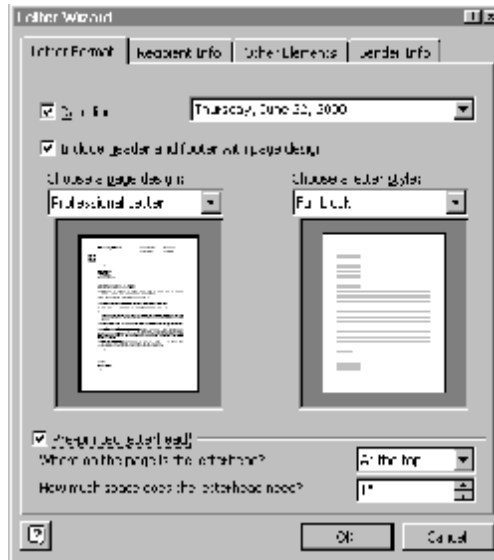 Letter Wizard
Letter Format Recipient Info Other Elements Sender Info
Date line Thursday, June 22, 2000
Include header and footer with page design
Choose a page design: Choose a letter style:
Professional Letter Full block
Pre-printed letterhead
Where on the page is the letterhead? At the top
How much space does the letterhead need? 1"
OK Cancel